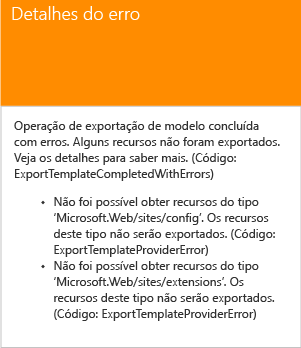 Detalhes do erro
Operação de exportação de modelo concluída
com erros. Alguns recursos não foram exportados.
Veja os detalhes para saber mais. (Código:
ExportTemplateCompletedWithErrors)
• Não foi possível obter recursos do tipo
‘Microsoft.Web/sites/config’. Os recursos
deste tipo não serão exportados. (Código:
ExportTemplateProviderError)
• Não foi possível obter recursos do tipo
‘Microsoft.Web/sites/extensions’. Os
recursos deste tipo não serão exportados.
(Código: ExportTemplateProviderError)